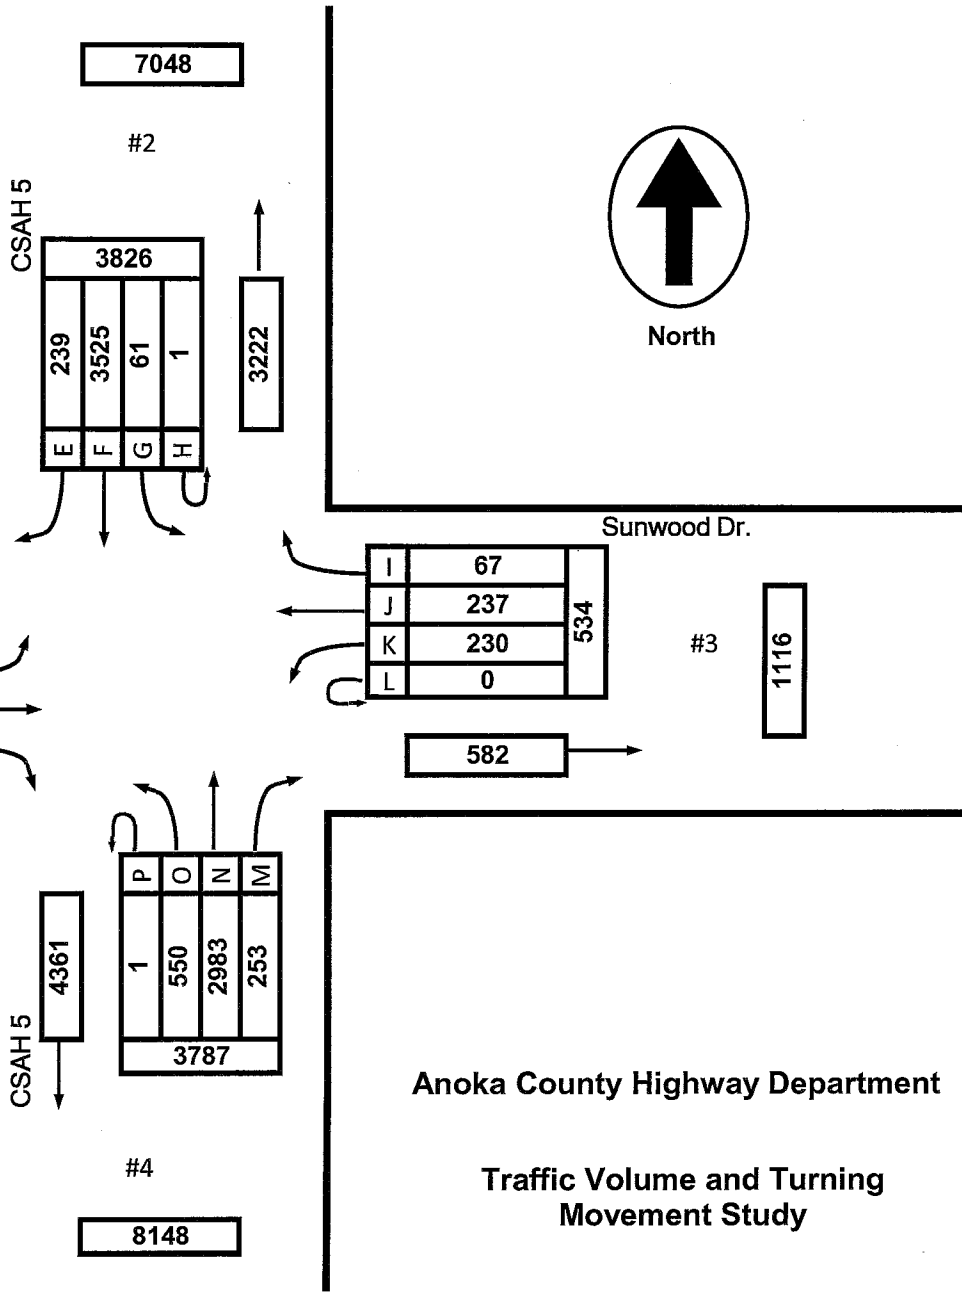 7048
#2
CSAH 5
3826
239
3525
61
1
E
F
G
H
3222
North
Sunwood Dr.
I 67
J 237
K 230
L 0
534
#3
1116
582
P
O
N
M
1
550
2983
253
3787
4361
CSAH 5
#4
8148
Anoka County Highway Department
Traffic Volume and Turning
Movement Study